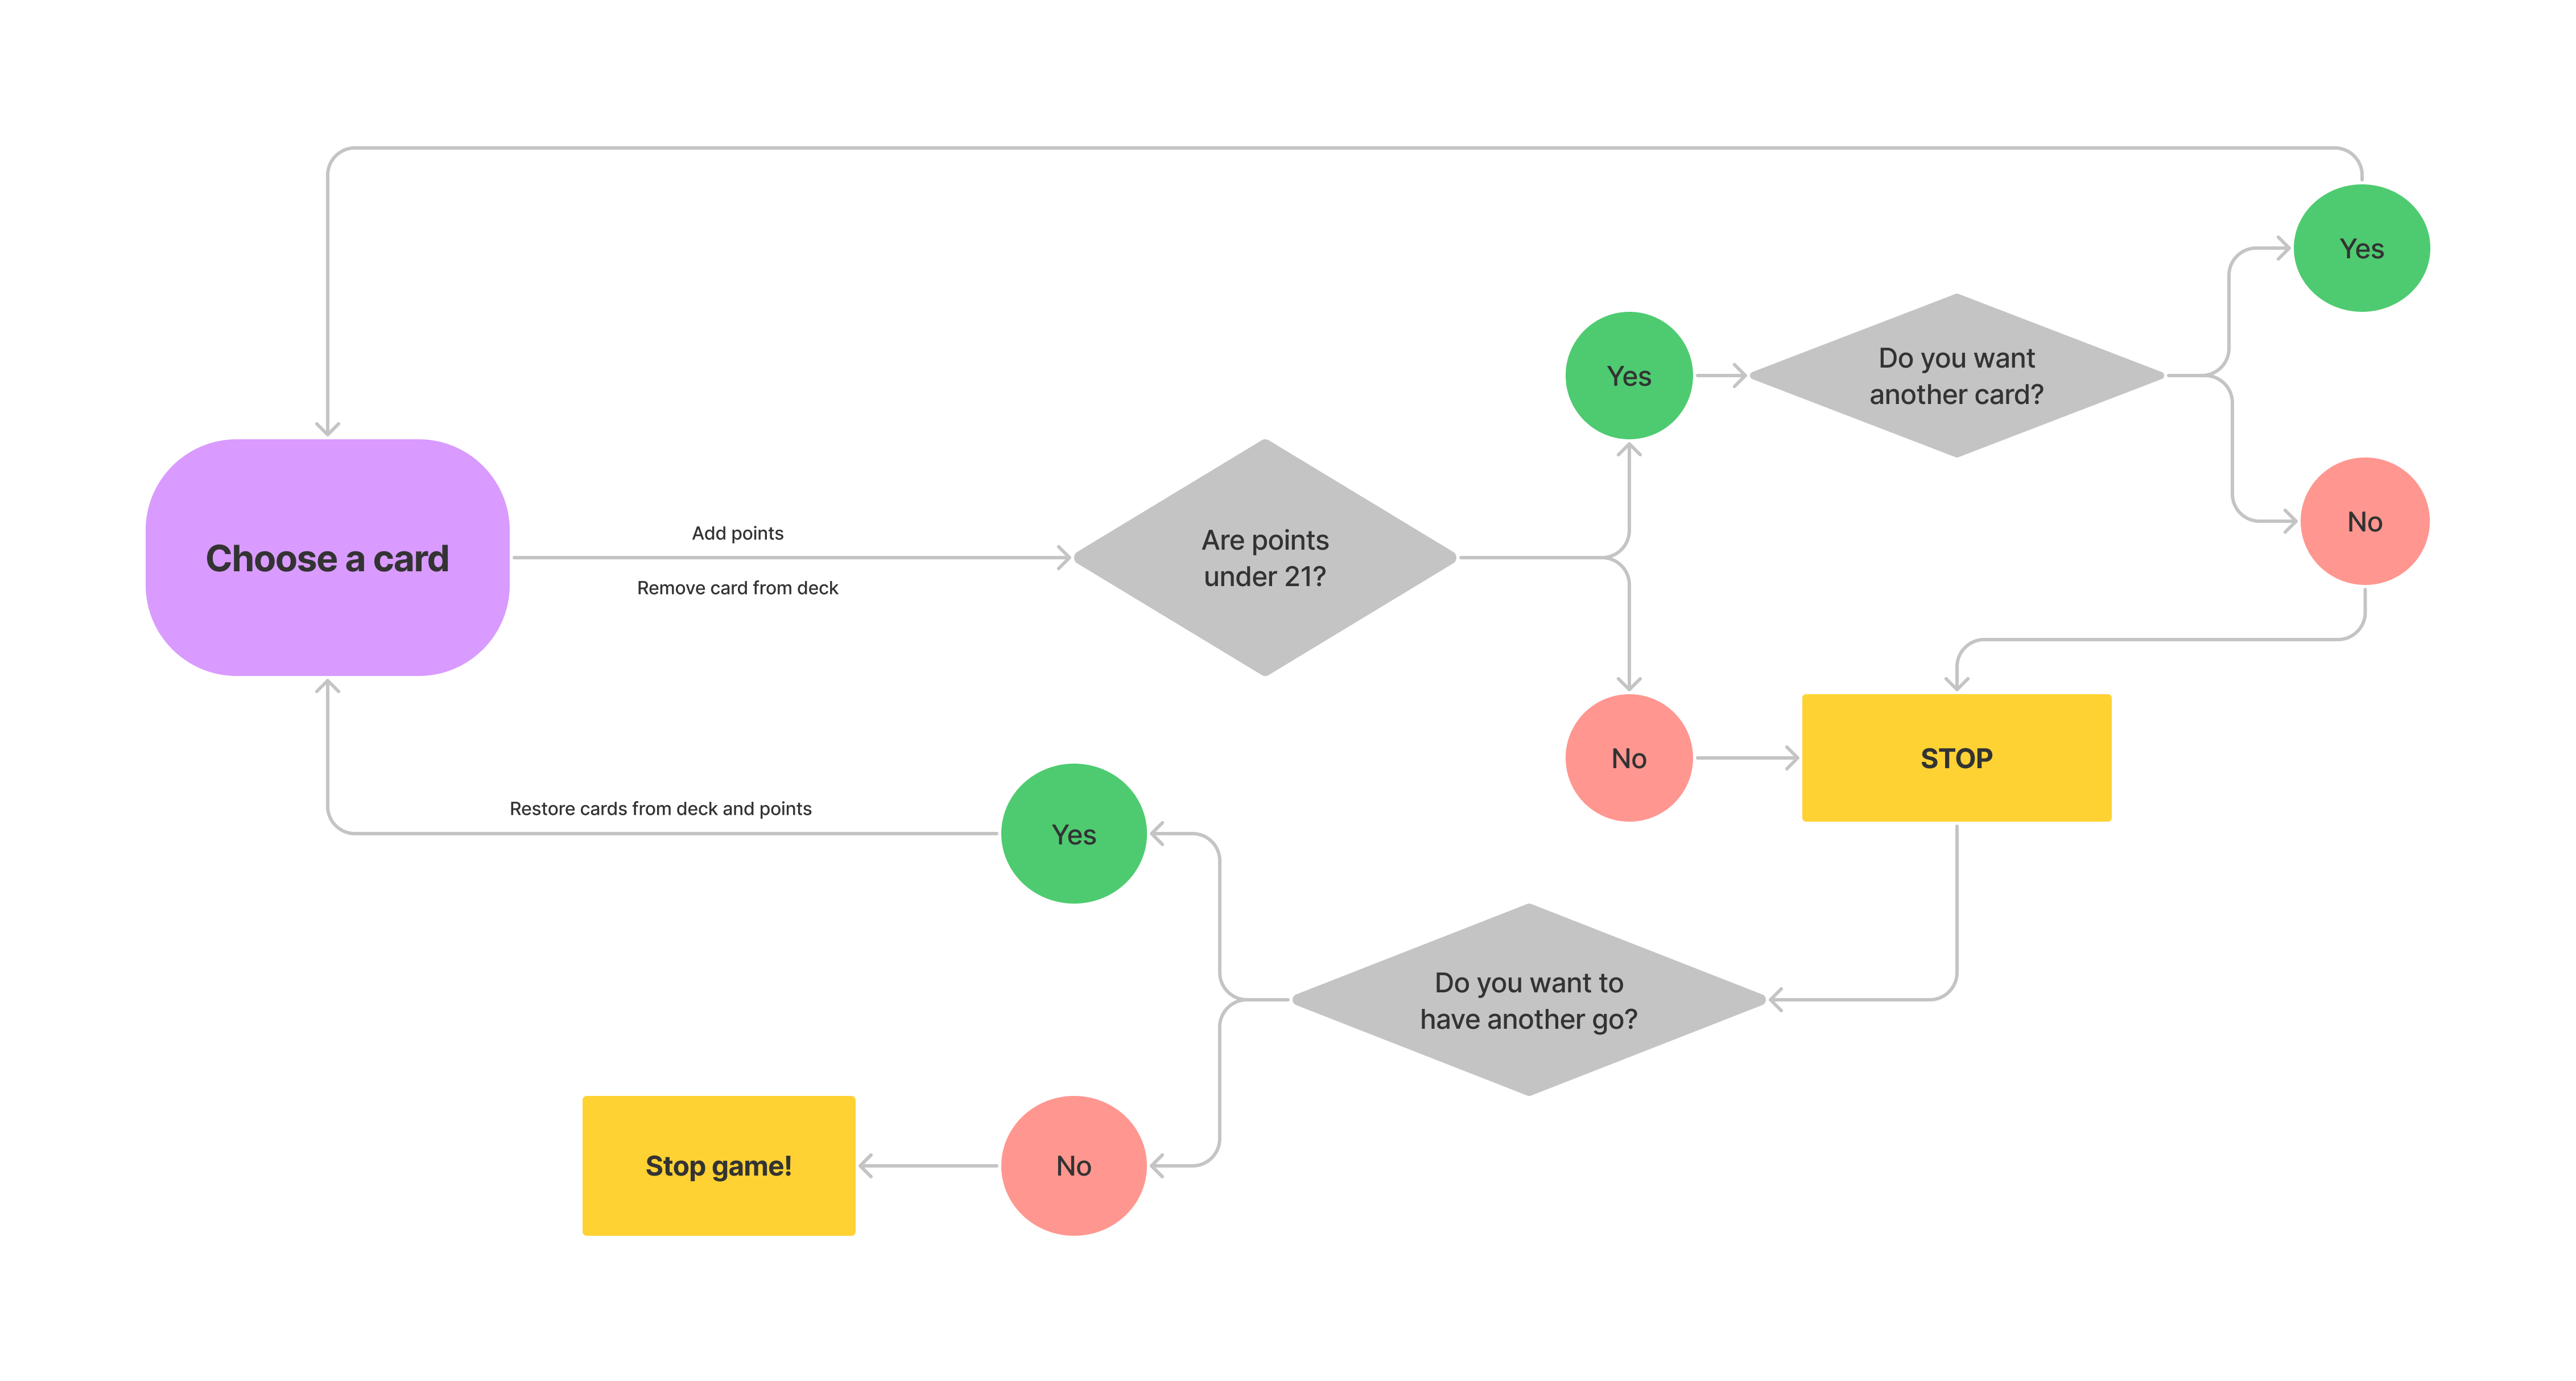 Yes
Do you want
another card?
Yes
No
Choose a card
Add points
Remove card from deck
Are points
under 21?
No
STOP
Restore cards from deck and points
Yes
Do you want to
have another go?
Stop game!
No